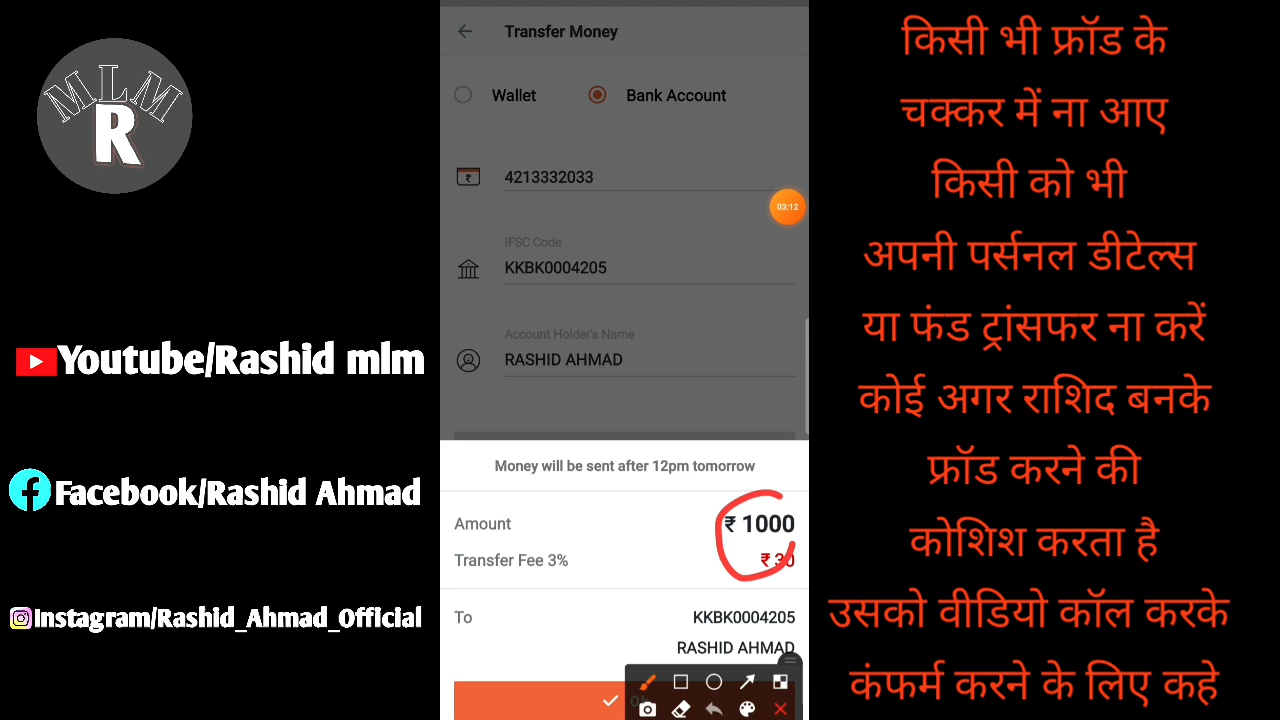 MLM
R
Youtube/Rashid mlm
Facebook/Rashid Ahmad
Instagram/Rashid_Ahmad_Official
Transfer Money
Wallet
Bank Account
4213332033
03:12
IFSC Code
KKBK0004205
Account Holder's Name
RASHID AHMAD
Money will be sent after 12pm tomorrow
Amount ₹ 1000
Transfer Fee 3% ₹ 30
To KKBK0004205
RASHID AHMAD
किसी भी फ्रॉड के
चक्कर में ना आए
किसी को भी
अपनी पर्सनल डीटेल्स
या फंड ट्रांसफर ना करें
कोई अगर राशिद बनके
फ्रॉड करने की
कोशिश करता है
उसको वीडियो कॉल करके
कंफर्म करने के लिए कहे